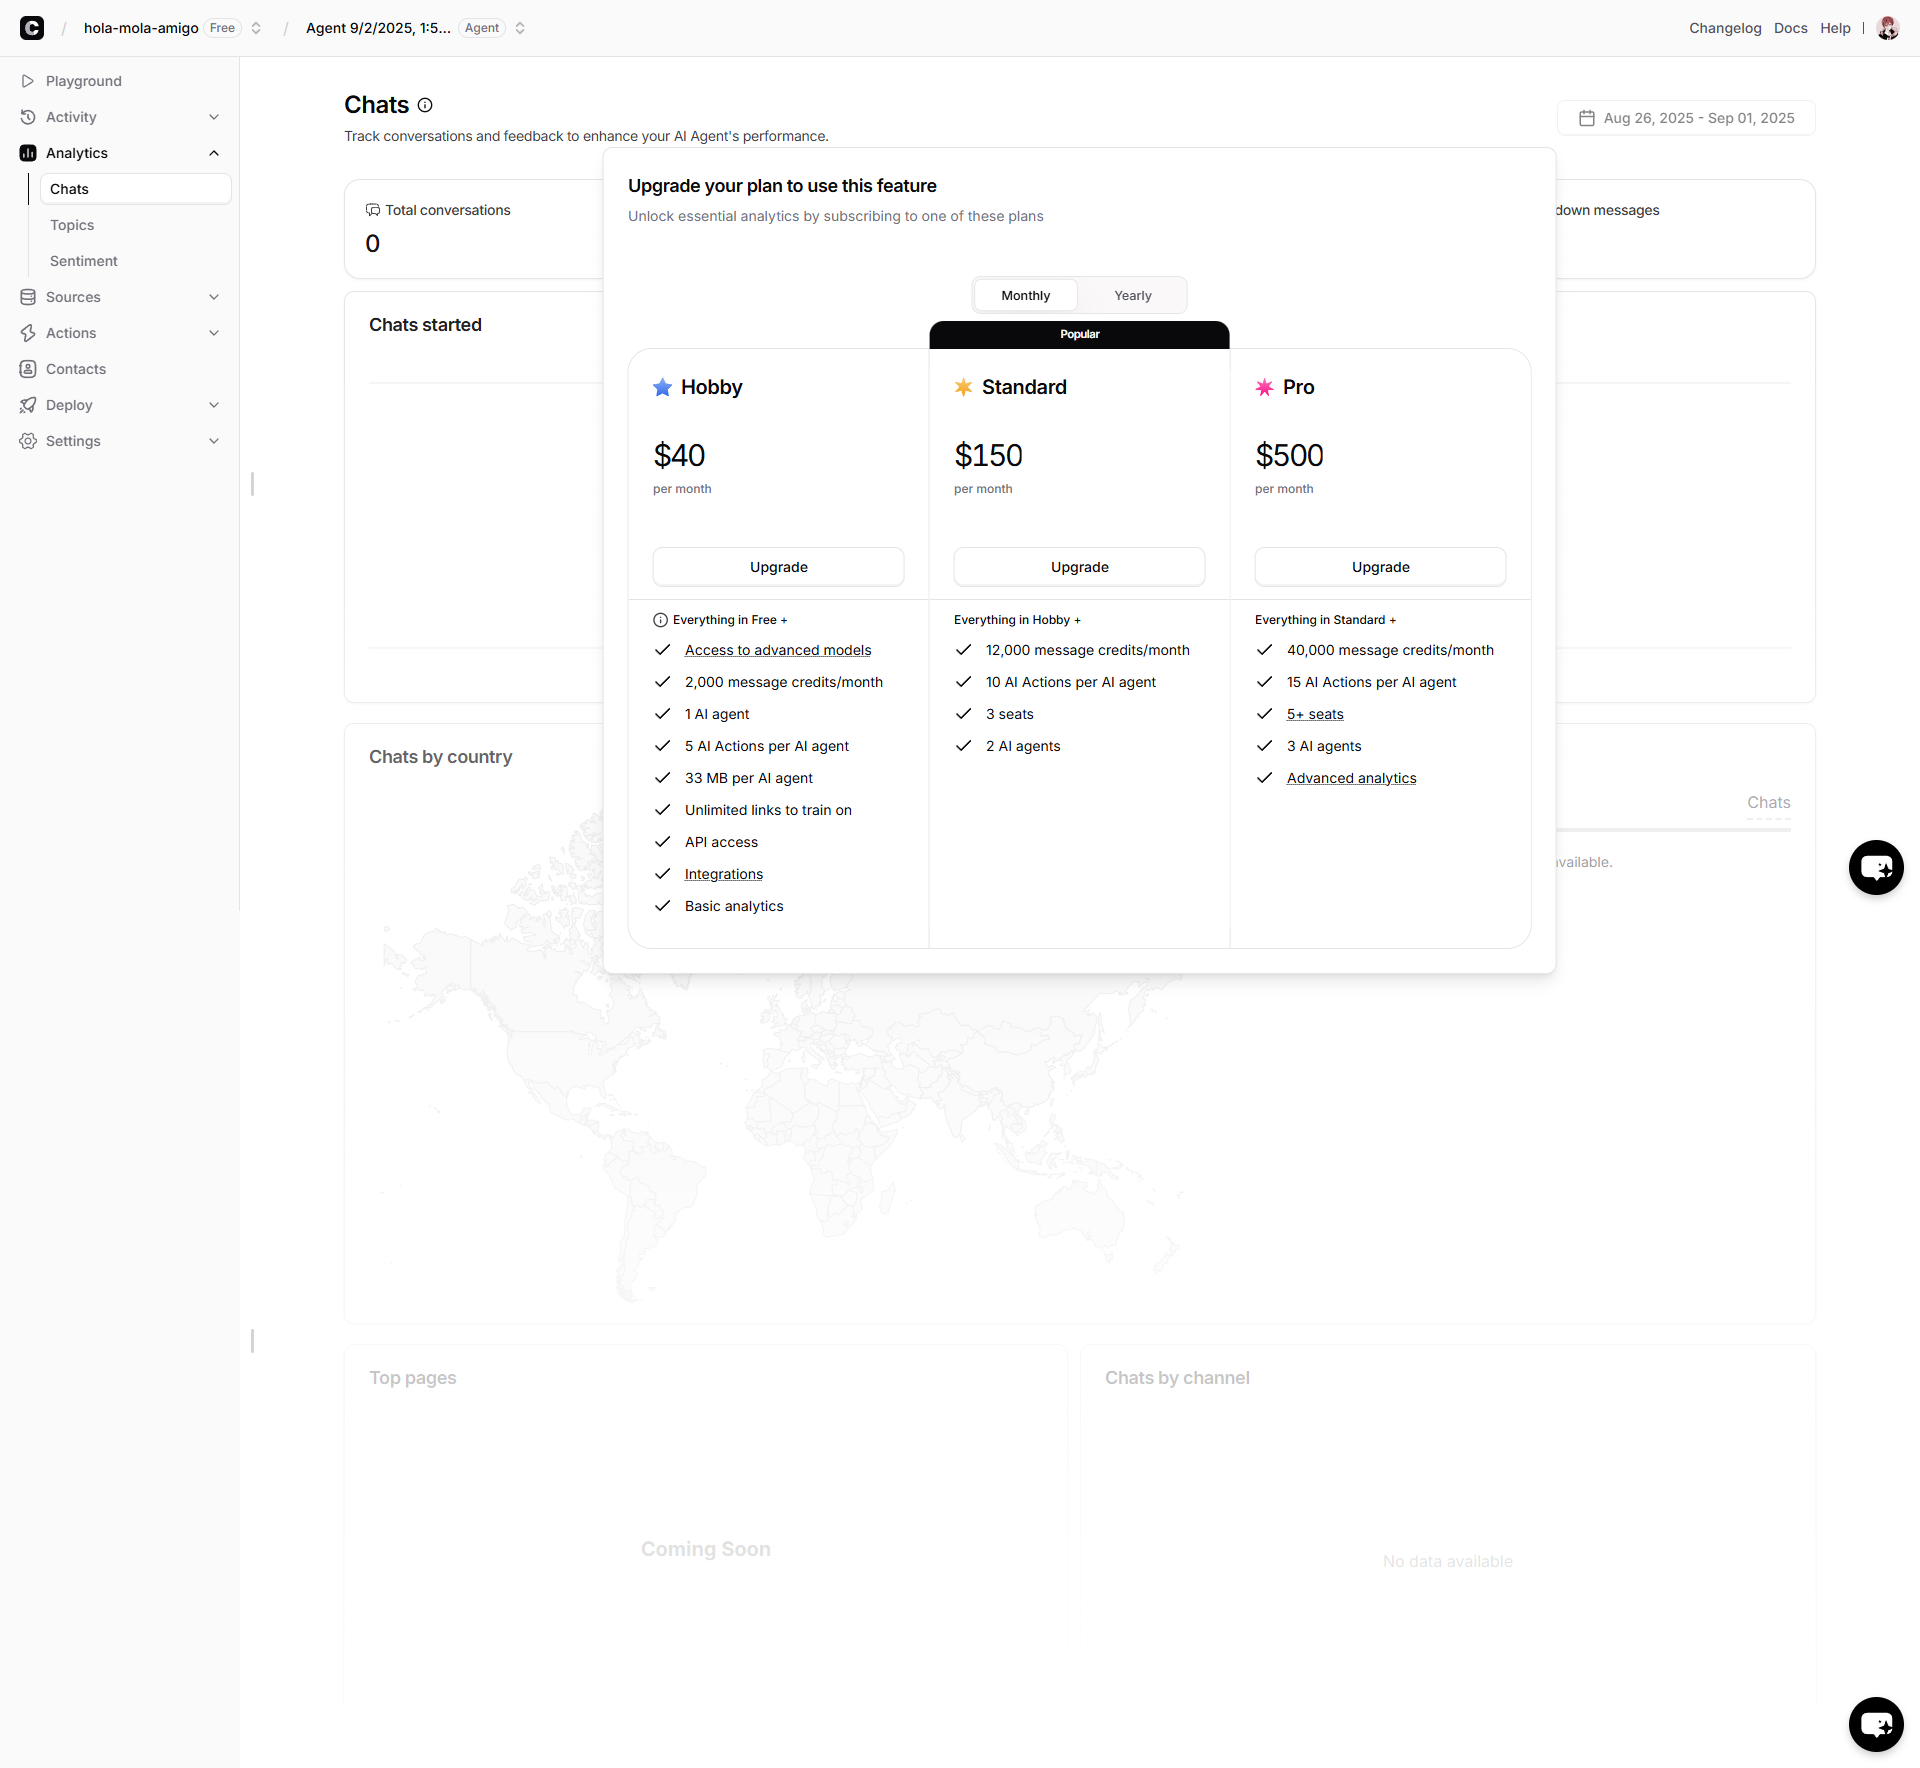 C / hola-mola-amigo Free / Agent 9/2/2025, 1:5... Agent Changelog Docs Help
Playground
Activity
Analytics
Chats
Topics
Sentiment
Sources
Actions
Contacts
Deploy
Settings
Chats
Track conversations and feedback to enhance your AI Agent's performance.
Aug 26, 2025 - Sep 01, 2025
Total conversations
0
down messages
Chats started
Chats by country
Chats
available.
Upgrade your plan to use this feature
Unlock essential analytics by subscribing to one of these plans
Monthly Yearly
Popular
Hobby
$40
per month
Upgrade
Everything in Free +
Access to advanced models
2,000 message credits/month
1 AI agent
5 AI Actions per AI agent
33 MB per AI agent
Unlimited links to train on
API access
Integrations
Basic analytics
Standard
$150
per month
Upgrade
Everything in Hobby +
12,000 message credits/month
10 AI Actions per AI agent
3 seats
2 AI agents
Pro
$500
per month
Upgrade
Everything in Standard +
40,000 message credits/month
15 AI Actions per AI agent
5+ seats
3 AI agents
Advanced analytics
Top pages
Coming Soon
Chats by channel
No data available